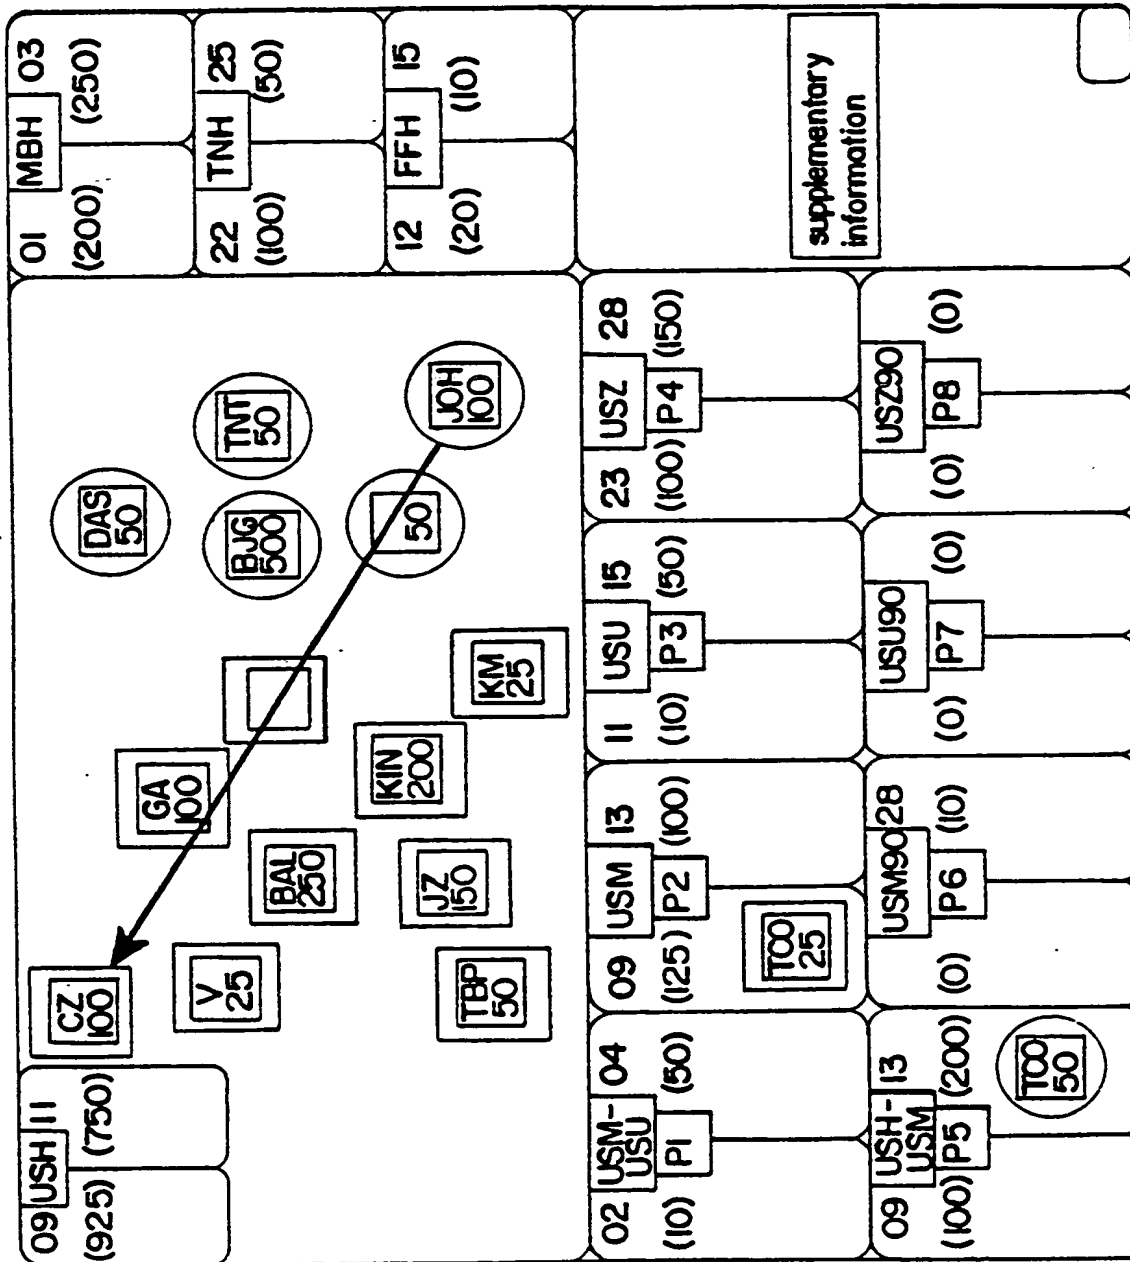 09 USH 11
(925) (750)
CZ
100
V
25
TBP
50
GA
100
BAL
250
JZ
150
KIN
200
KM
25
DAS
50
BJG
500
50
TNT
50
JOH
100
01 MBH 03
(200) (250)
22 TNH 25
(100) (50)
12 FFH 15
(20) (10)
02 USM- 04
USU
(10) P1 (50)
09 USM 13
(125) P2 (100)
TCO
25
11 USU 15
(10) P3 (50)
23 USZ 28
(100) P4 (150)
09 USH- 13
USM
(100) P5 (200)
TCO
50
USM90 28
(0) P6 (10)
USU90
(0) P7 (0)
USZ90
(0) P8 (0)
supplementary
information